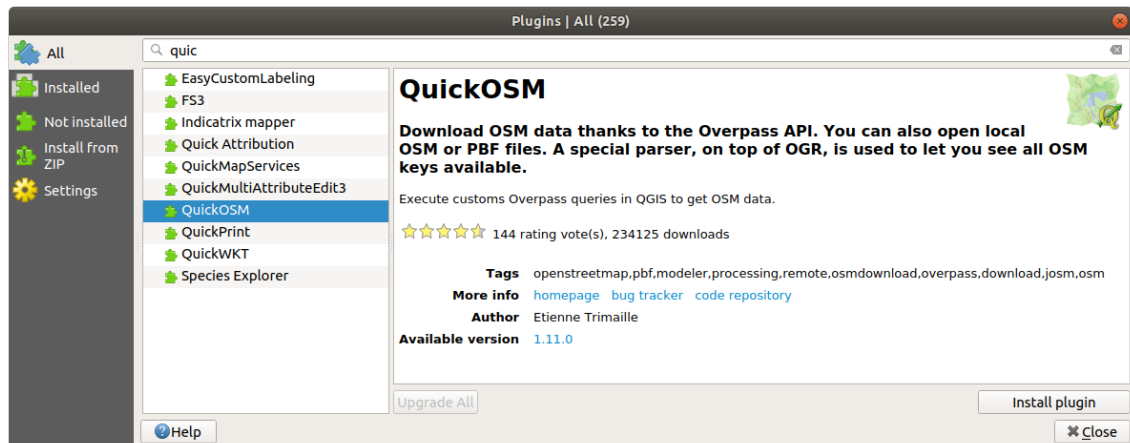 Plugins | All (259)
All
Installed
Not installed
Install from
ZIP
Settings
quic
EasyCustomLabeling
FS3
Indicatrix mapper
Quick Attribution
QuickMapServices
QuickMultiAttributeEdit3
QuickOSM
QuickPrint
QuickWKT
Species Explorer
QuickOSM
Download OSM data thanks to the Overpass API. You can also open local
OSM or PBF files. A special parser, on top of OGR, is used to let you see all OSM
keys available.
Execute customs Overpass queries in QGIS to get OSM data.
144 rating vote(s), 234125 downloads
Tags openstreetmap,pbf,modeler,processing,remote,osmdownload,overpass,download,josm,osm
More info homepage bug tracker code repository
Author Etienne Trimaille
Available version 1.11.0
Upgrade All
Install plugin
Help
Close